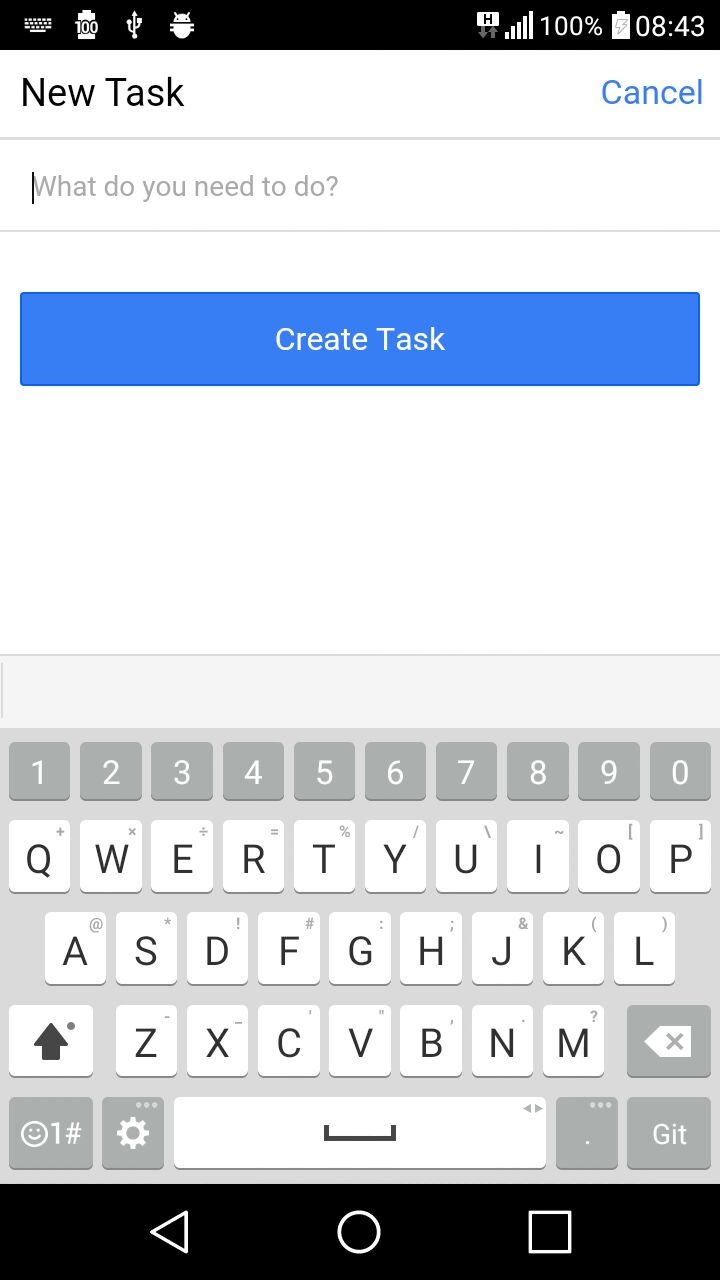 100 H 100% 08:43
New Task Cancel
What do you need to do?
Create Task
1 2 3 4 5 6 7 8 9 0
+ × ÷ = % / \ ~ [ ]
Q W E R T Y U I O P
@ * ! # : ; & ( )
A S D F G H J K L
- _ ' " , . ?
Z X C V B N M
1# . Git